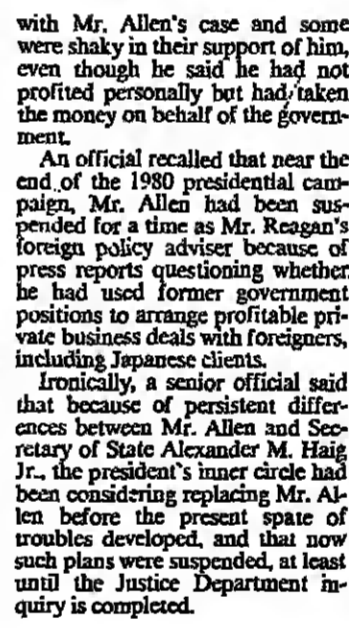 with Mr. Allen's case and some
were shaky in their support of him,
even though he said he had not
profited personally but had taken
the money on behalf of the govern-
ment.
An official recalled that near the
end of the 1980 presidential cam-
paign, Mr. Allen had been sus-
pended for a time as Mr. Reagan's
foreign policy adviser because of
press reports questioning whether
he had used former government
positions to arrange profitable pri-
vate business deals with foreigners,
including Japanese clients.
Ironically, a senior official said
that because of persistent differ-
ences between Mr. Allen and Sec-
retary of State Alexander M. Haig
Jr., the president's inner circle had
been considering replacing Mr. Al-
len before the present spate of
troubles developed, and that now
such plans were suspended, at least
until the Justice Department in-
quiry is completed.